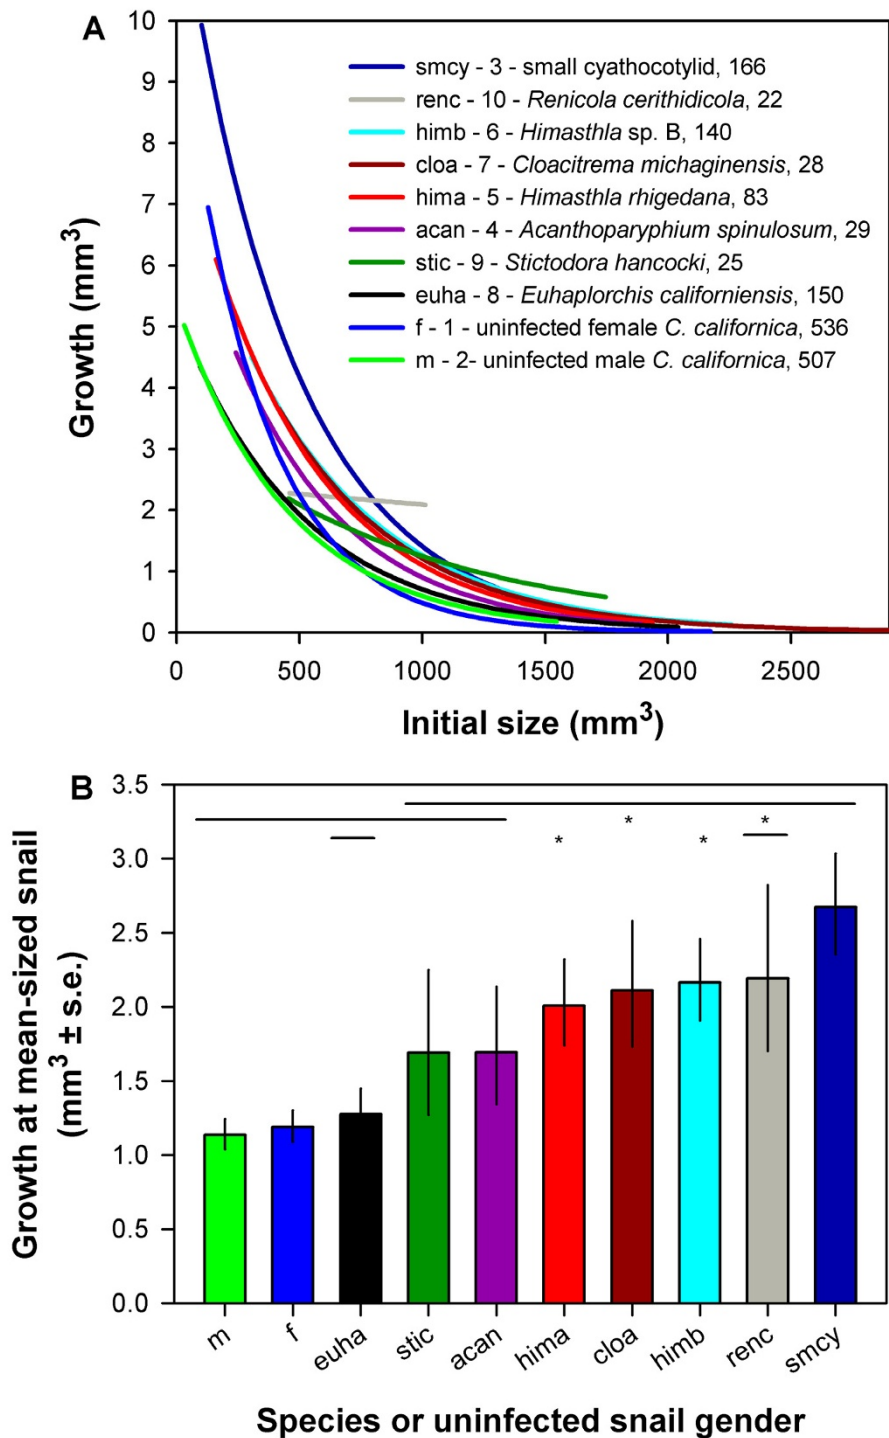 A
10
9
8
7
6
5
4
3
2
1
0
Growth (mm³)
smcy - 3 - small cyathocotylid, 166
renc - 10 - Renicola cerithidicola, 22
himb - 6 - Himasthla sp. B, 140
cloa - 7 - Cloacitrema michaginensis, 28
hima - 5 - Himasthla rhigedana, 83
acan - 4 - Acanthoparyphium spinulosum, 29
stic - 9 - Stictodora hancocki, 25
euha - 8 - Euhaplorchis californiensis, 150
f - 1 - uninfected female C. californica, 536
m - 2- uninfected male C. californica, 507
0 500 1000 1500 2000 2500
Initial size (mm³)
B
3.5
3.0
2.5
2.0
1.5
1.0
0.5
0.0
Growth at mean-sized snail
(mm³ ± s.e.)
* * * *
m f euha stic acan hima cloa himb renc smcy
Species or uninfected snail gender